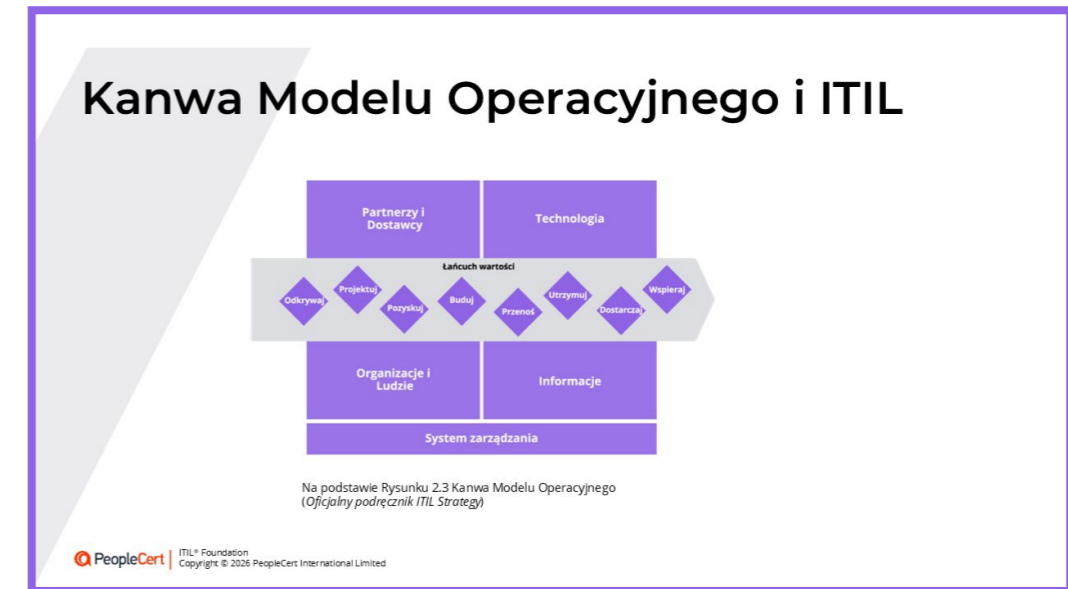 Kanwa Modelu Operacyjnego i ITIL
Partnerzy i
Dostawcy
Technologia
Łańcuch wartości
Odkrywaj
Projektuj
Pozyskuj
Buduj
Przenoś
Utrzymuj
Dostarczaj
Wspieraj
Organizacje i
Ludzie
Informacje
System zarządzania
Na podstawie Rysunku 2.3 Kanwa Modelu Operacyjnego
(Oficjalny podręcznik ITIL Strategy)
PeopleCert
ITIL® Foundation
Copyright © 2026 PeopleCert International Limited